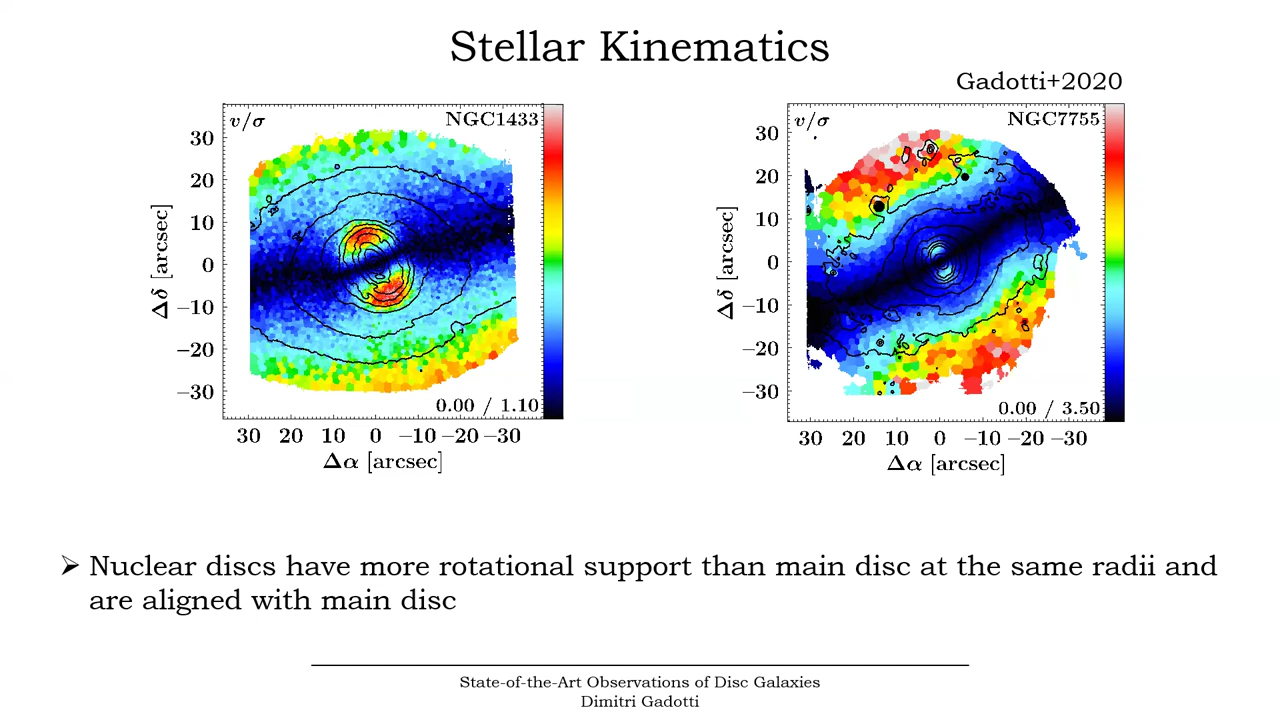 Stellar Kinematics
Gadotti+2020
v/σ
NGC1433
30
20
10
0
−10
−20
−30
Δδ [arcsec]
0.00 / 1.10
30 20 10 0 −10 −20 −30
Δα [arcsec]
v/σ
NGC7755
30
20
10
0
−10
−20
−30
Δδ [arcsec]
0.00 / 3.50
30 20 10 0 −10 −20 −30
Δα [arcsec]
➢ Nuclear discs have more rotational support than main disc at the same radii and
are aligned with main disc
State-of-the-Art Observations of Disc Galaxies
Dimitri Gadotti